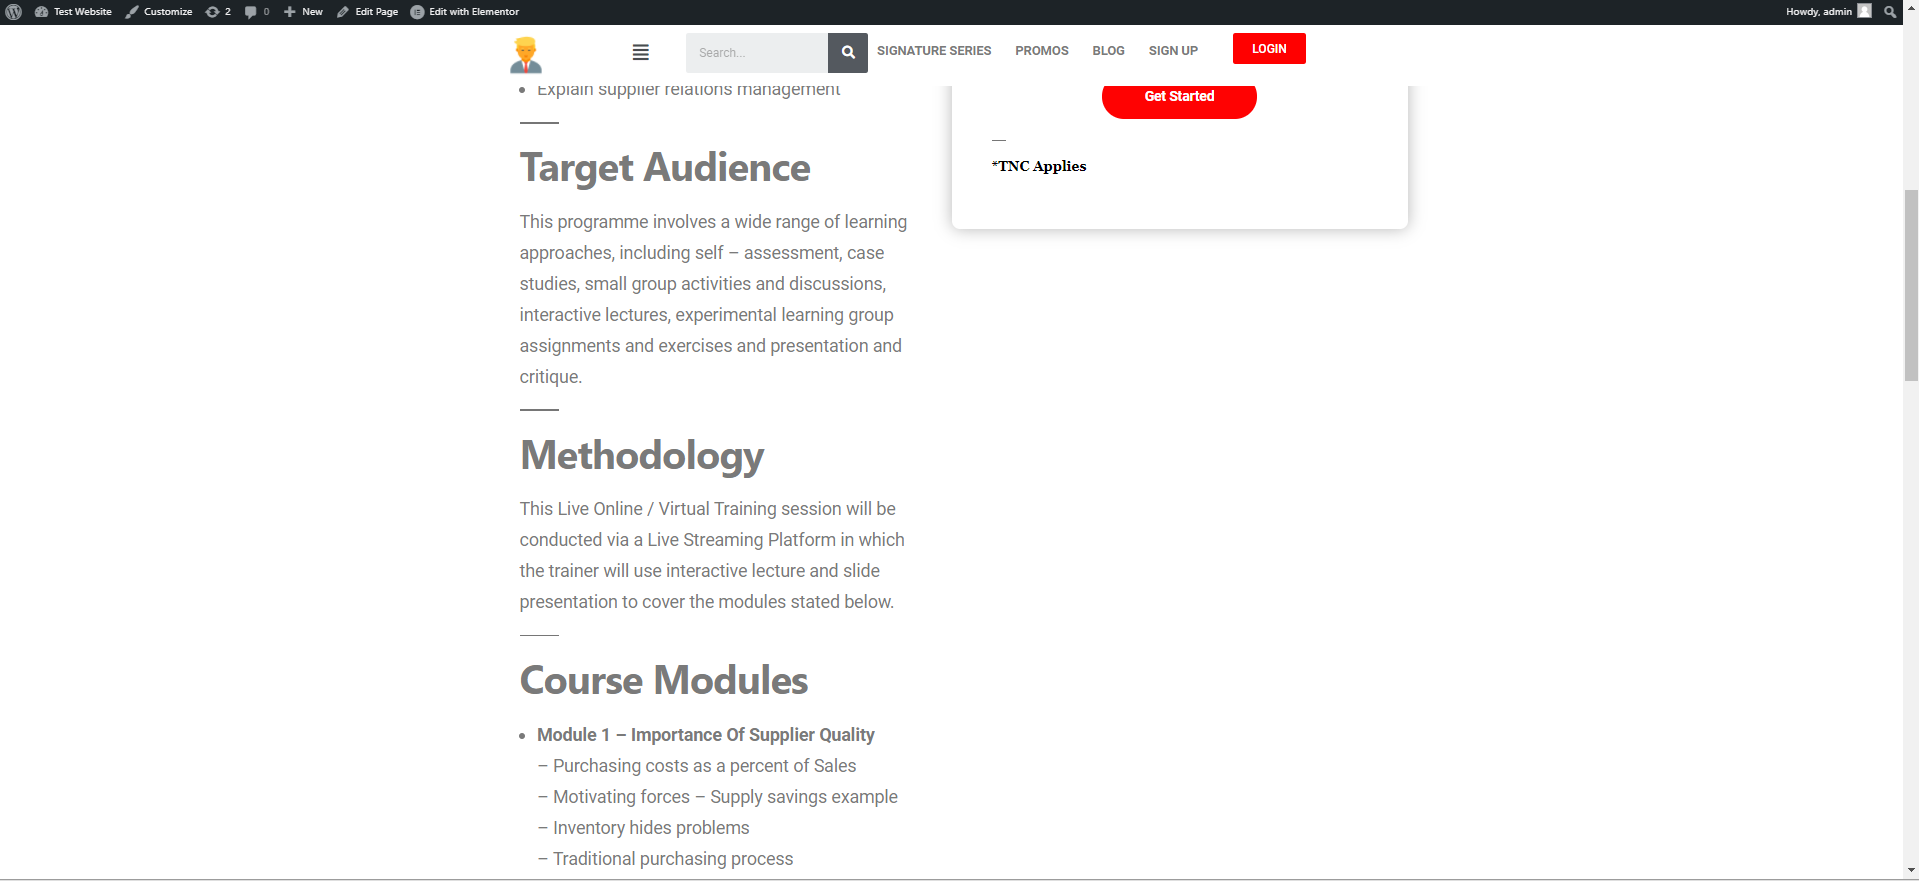 Test Website Customize 2 0 New Edit Page Edit with Elementor Howdy, admin
Search... SIGNATURE SERIES PROMOS BLOG SIGN UP LOGIN
• Explain supplier relations management
Target Audience
This programme involves a wide range of learning
approaches, including self – assessment, case
studies, small group activities and discussions,
interactive lectures, experimental learning group
assignments and exercises and presentation and
critique.
Methodology
This Live Online / Virtual Training session will be
conducted via a Live Streaming Platform in which
the trainer will use interactive lecture and slide
presentation to cover the modules stated below.
Course Modules
• Module 1 – Importance Of Supplier Quality
– Purchasing costs as a percent of Sales
– Motivating forces – Supply savings example
– Inventory hides problems
– Traditional purchasing process
Get Started
—
*TNC Applies